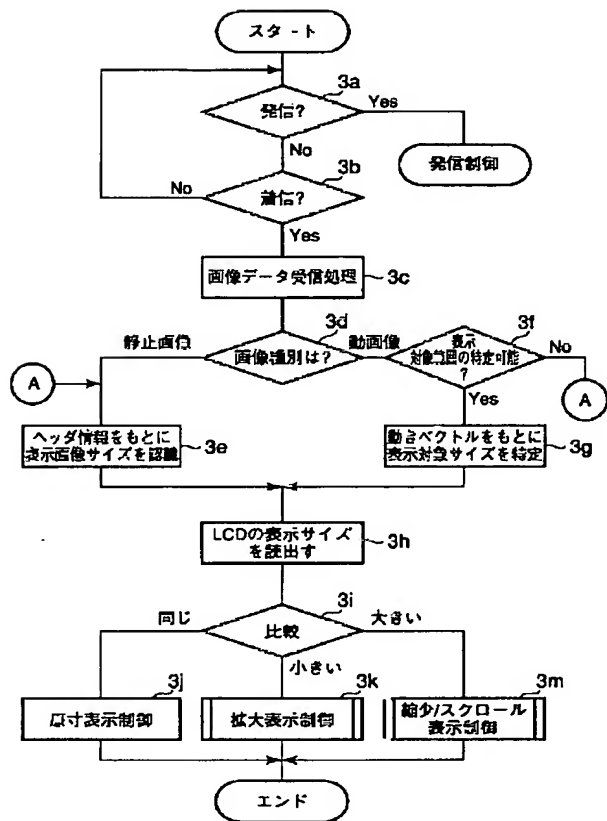 スタート
3a
発信?
Yes
No
発信制御
3b
No
着信?
Yes
画像データ受信処理
3c
3d
静止画像
画像種別は?
動画像
3f
表示
対象範囲の特定可能
?
No
A
A
Yes
ヘッダ情報をもとに
表示画像サイズを認識
3e
動きベクトルをもとに
表示対象サイズを特定
3g
LCDの表示サイズ
を読出す
3h
3i
同じ
比較
大きい
小さい
3j
原寸表示制御
3k
拡大表示制御
3m
縮少/スクロール
表示制御
エンド